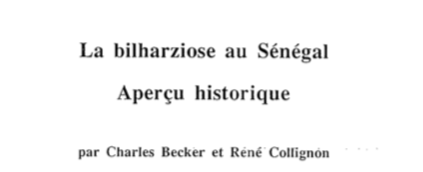 La bilharziose au Sénégal
Aperçu historique
par Charles Becker et René Collignon